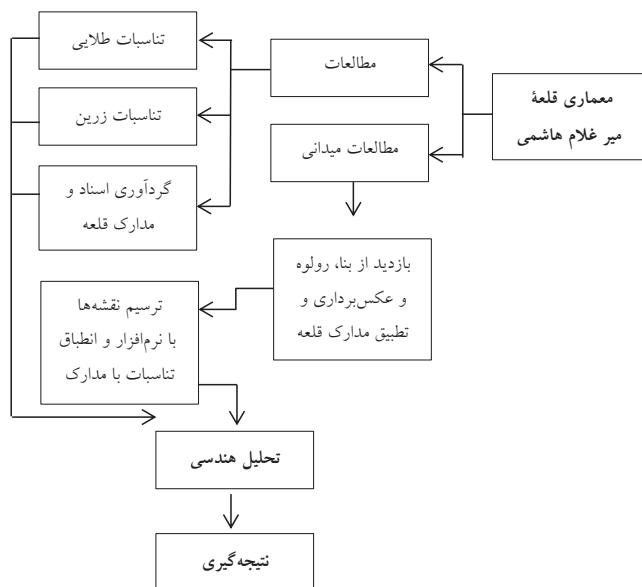 معماری قلعهٔ
میر غلام هاشمی
مطالعات
تناسبات طلایی
تناسبات زرین
گردآوری اسناد و
مدارک قلعه
مطالعات میدانی
بازدید از بنا، رولوه
و عکس‌برداری و
تطبیق مدارک قلعه
ترسیم نقشه‌ها
با نرم‌افزار و انطباق
تناسبات با مدارک
تحلیل هندسی
نتیجه‌گیری